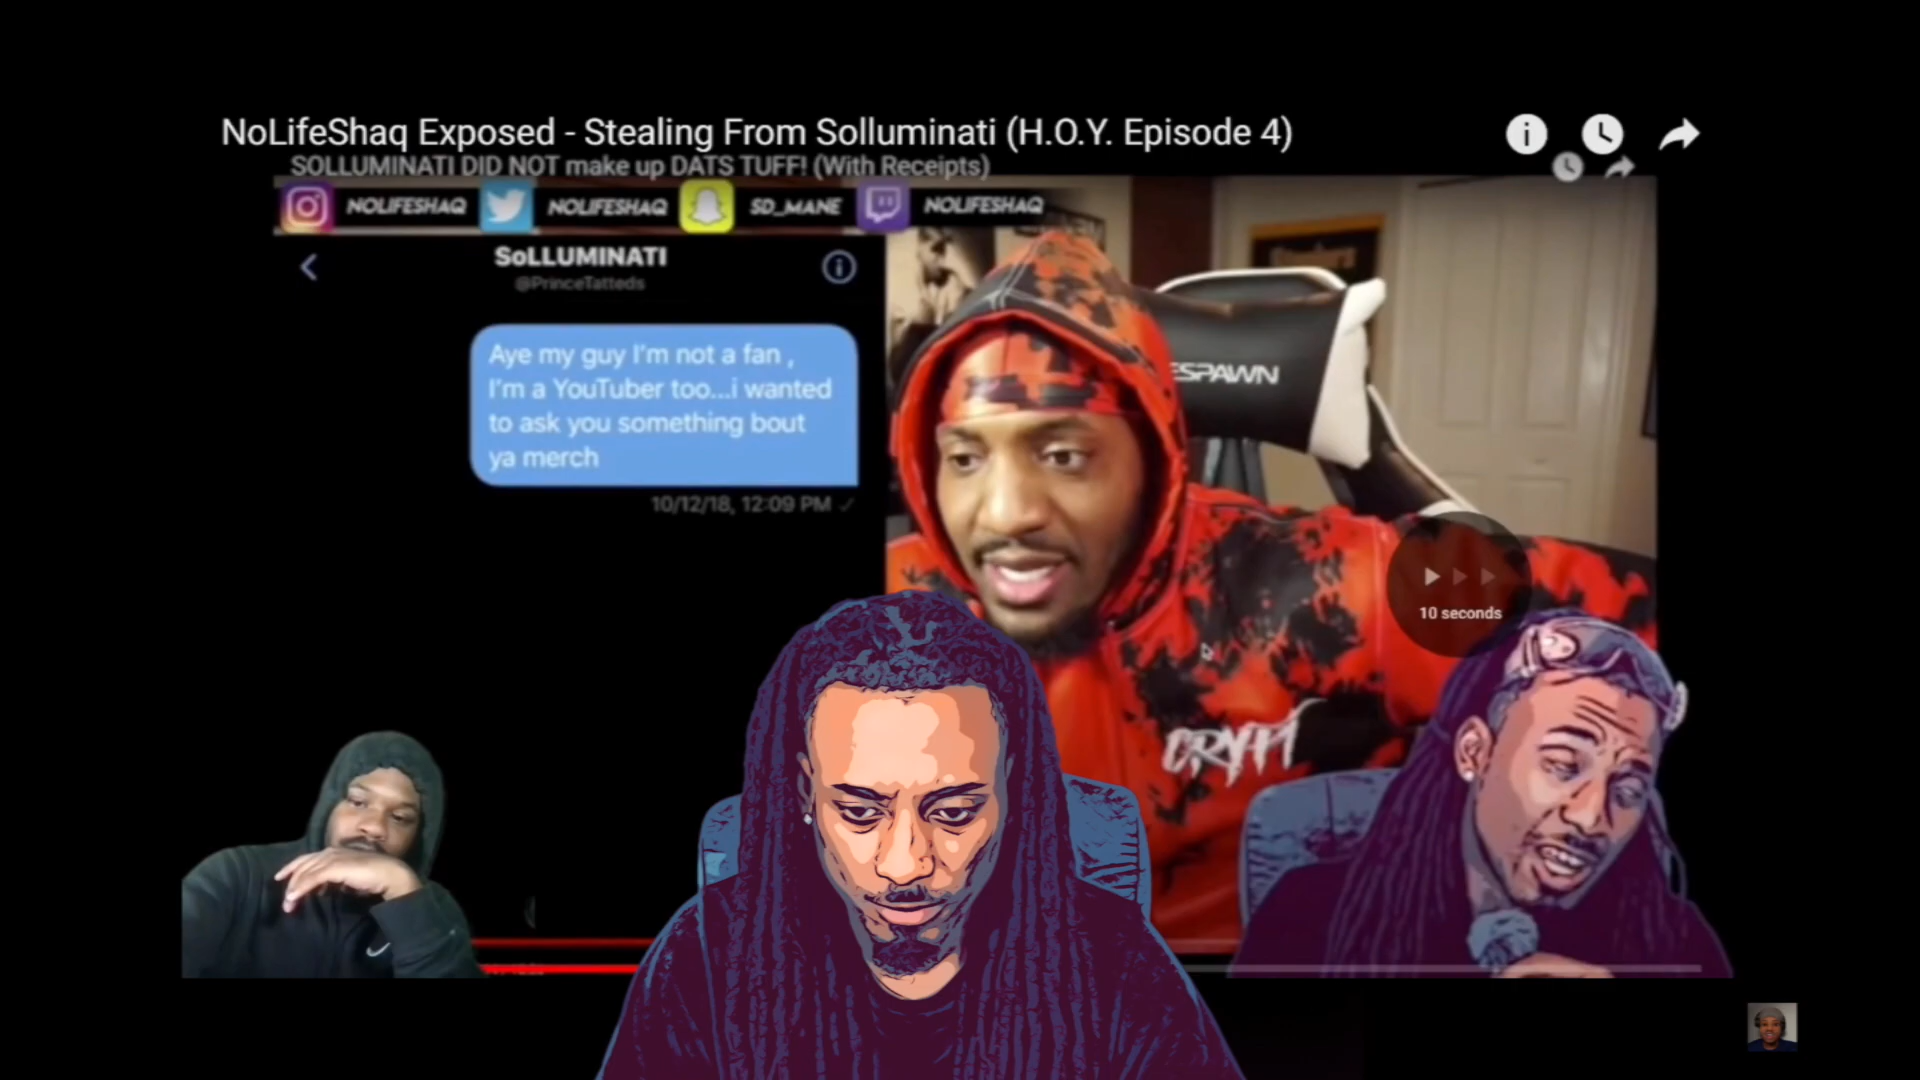 NoLifeShaq Exposed - Stealing From Solluminati (H.O.Y. Episode 4)
SOLLUMINATI DID NOT make up DATS TUFF! (With Receipts)
NOLIFESHAQ NOLIFESHAQ SD_MANE NOLIFESHAQ
SoLLUMINATI
@PrinceTatteds
Aye my guy I'm not a fan ,
I'm a YouTuber too...i wanted
to ask you something bout
ya merch
10/12/18, 12:09 PM
ESPAWN
10 seconds
CRYPT